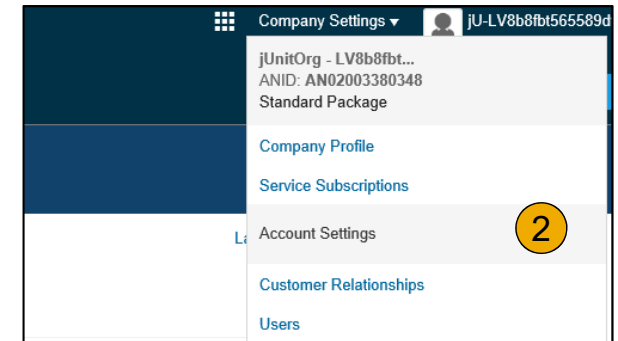 Company Settings ▾ jU-LV8b8fbt565589d
jUnitOrg - LV8b8fbt...
ANID: AN02003380348
Standard Package
Company Profile
Service Subscriptions
La
Account Settings
2
Customer Relationships
Users